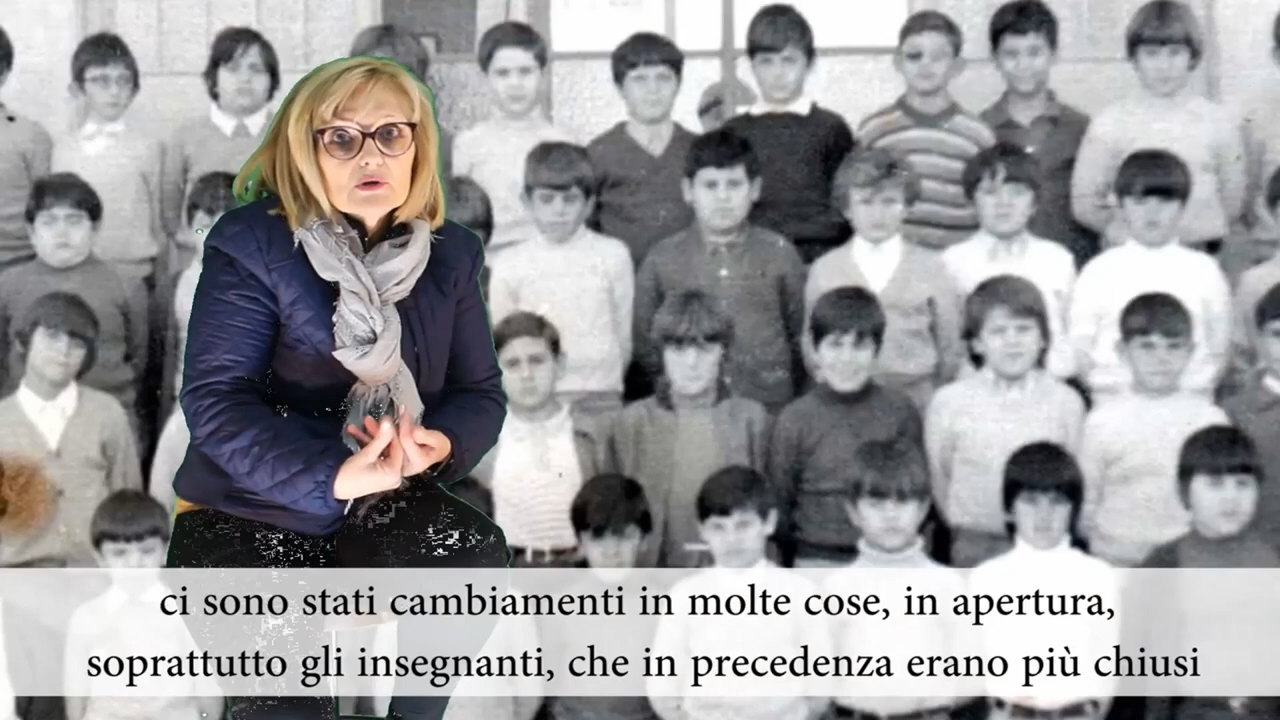 ci sono stati cambiamenti in molte cose, in apertura,
soprattutto gli insegnanti, che in precedenza erano più chiusi